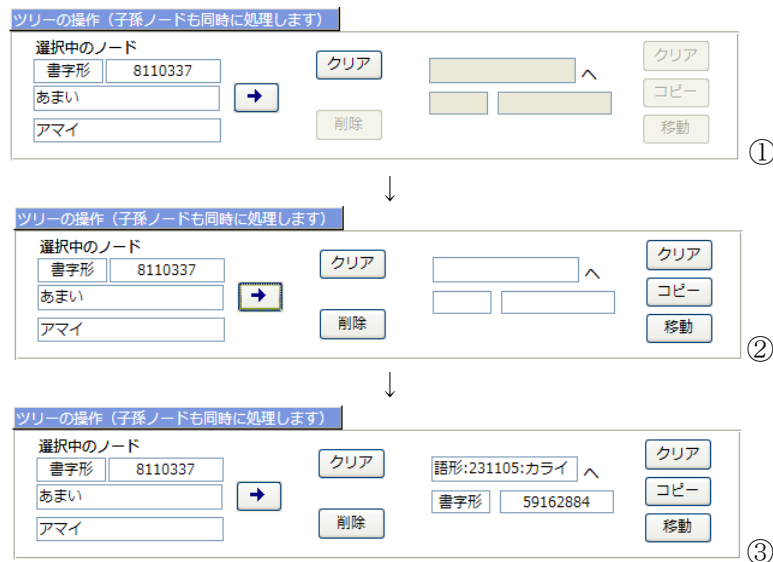 ツリーの操作（子孫ノードも同時に処理します）
選択中のノード
書字形 8110337 クリア へ クリア
あまい → コピー
アマイ 削除 移動
①
↓
ツリーの操作（子孫ノードも同時に処理します）
選択中のノード
書字形 8110337 クリア へ クリア
あまい → コピー
アマイ 削除 移動
②
↓
ツリーの操作（子孫ノードも同時に処理します）
選択中のノード
書字形 8110337 クリア 語形:231105:カライ へ クリア
あまい → 書字形 59162884 コピー
アマイ 削除 移動
③